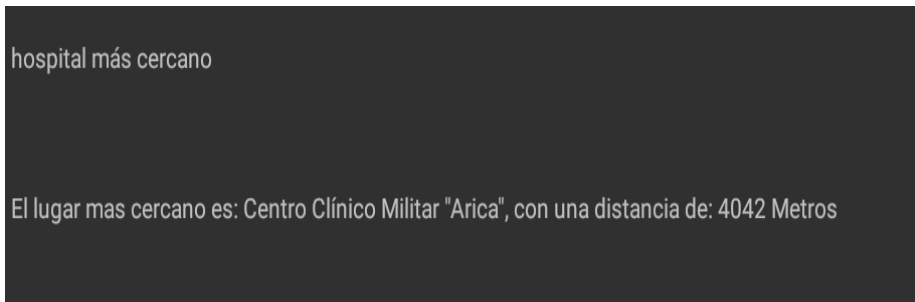 hospital más cercano
El lugar mas cercano es: Centro Clínico Militar "Arica", con una distancia de: 4042 Metros